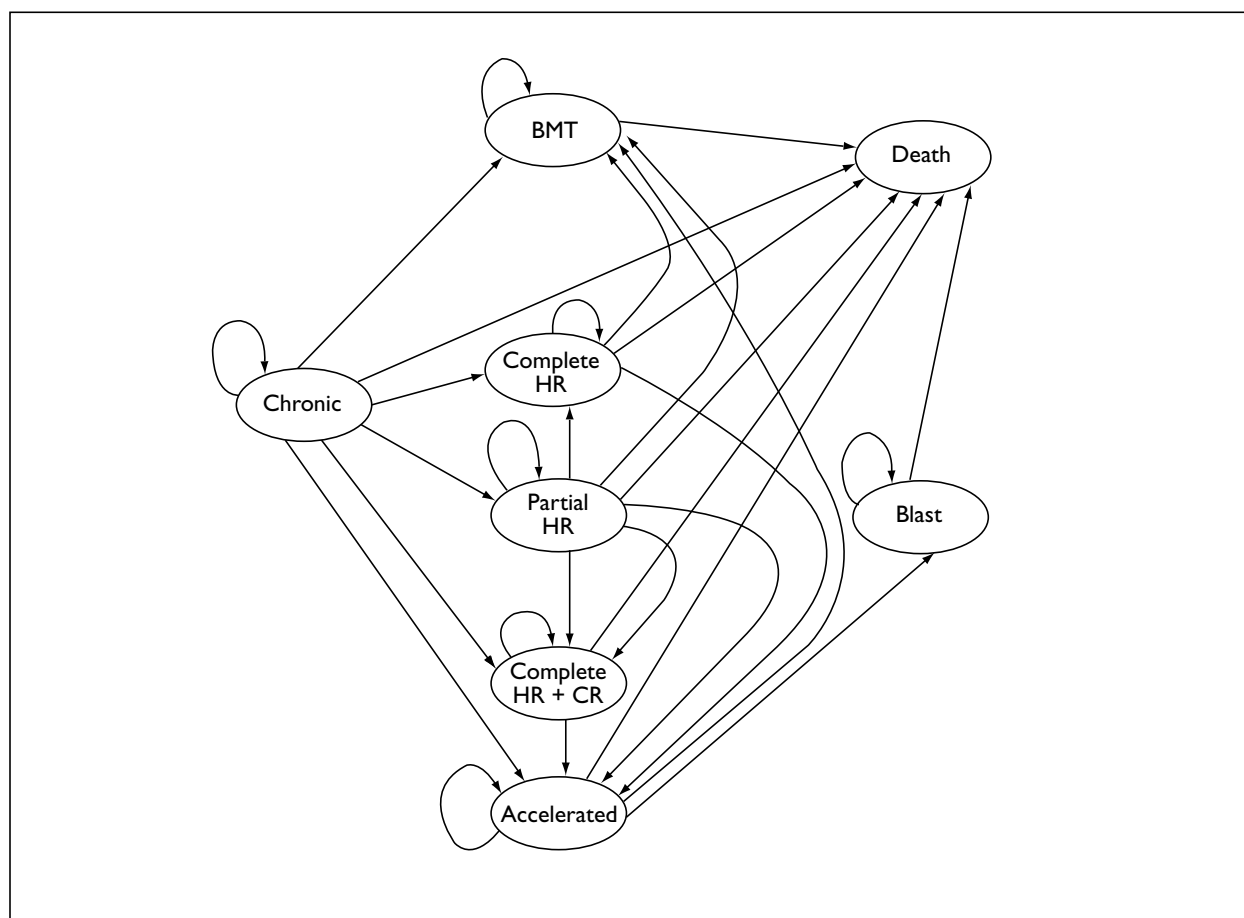 BMT
Death
Complete
HR
Chronic
Partial
HR
Blast
Complete
HR + CR
Accelerated